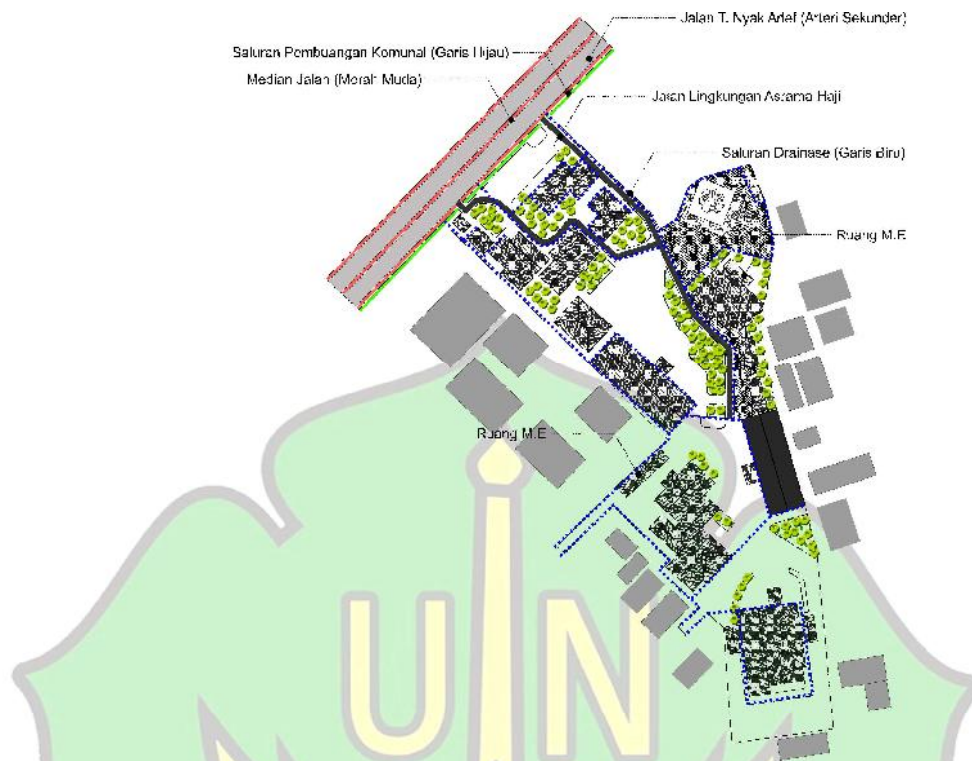 Jalan T. Nyak Arief (Arteri Sekunder)
Saluran Pembuangan Komunal (Garis Hijau)
Median Jalan (Merah Muda)
Jalan Lingkungan Asrama Haji
Saluran Drainase (Garis Biru)
Ruang M.E
Ruang M.E
UIN